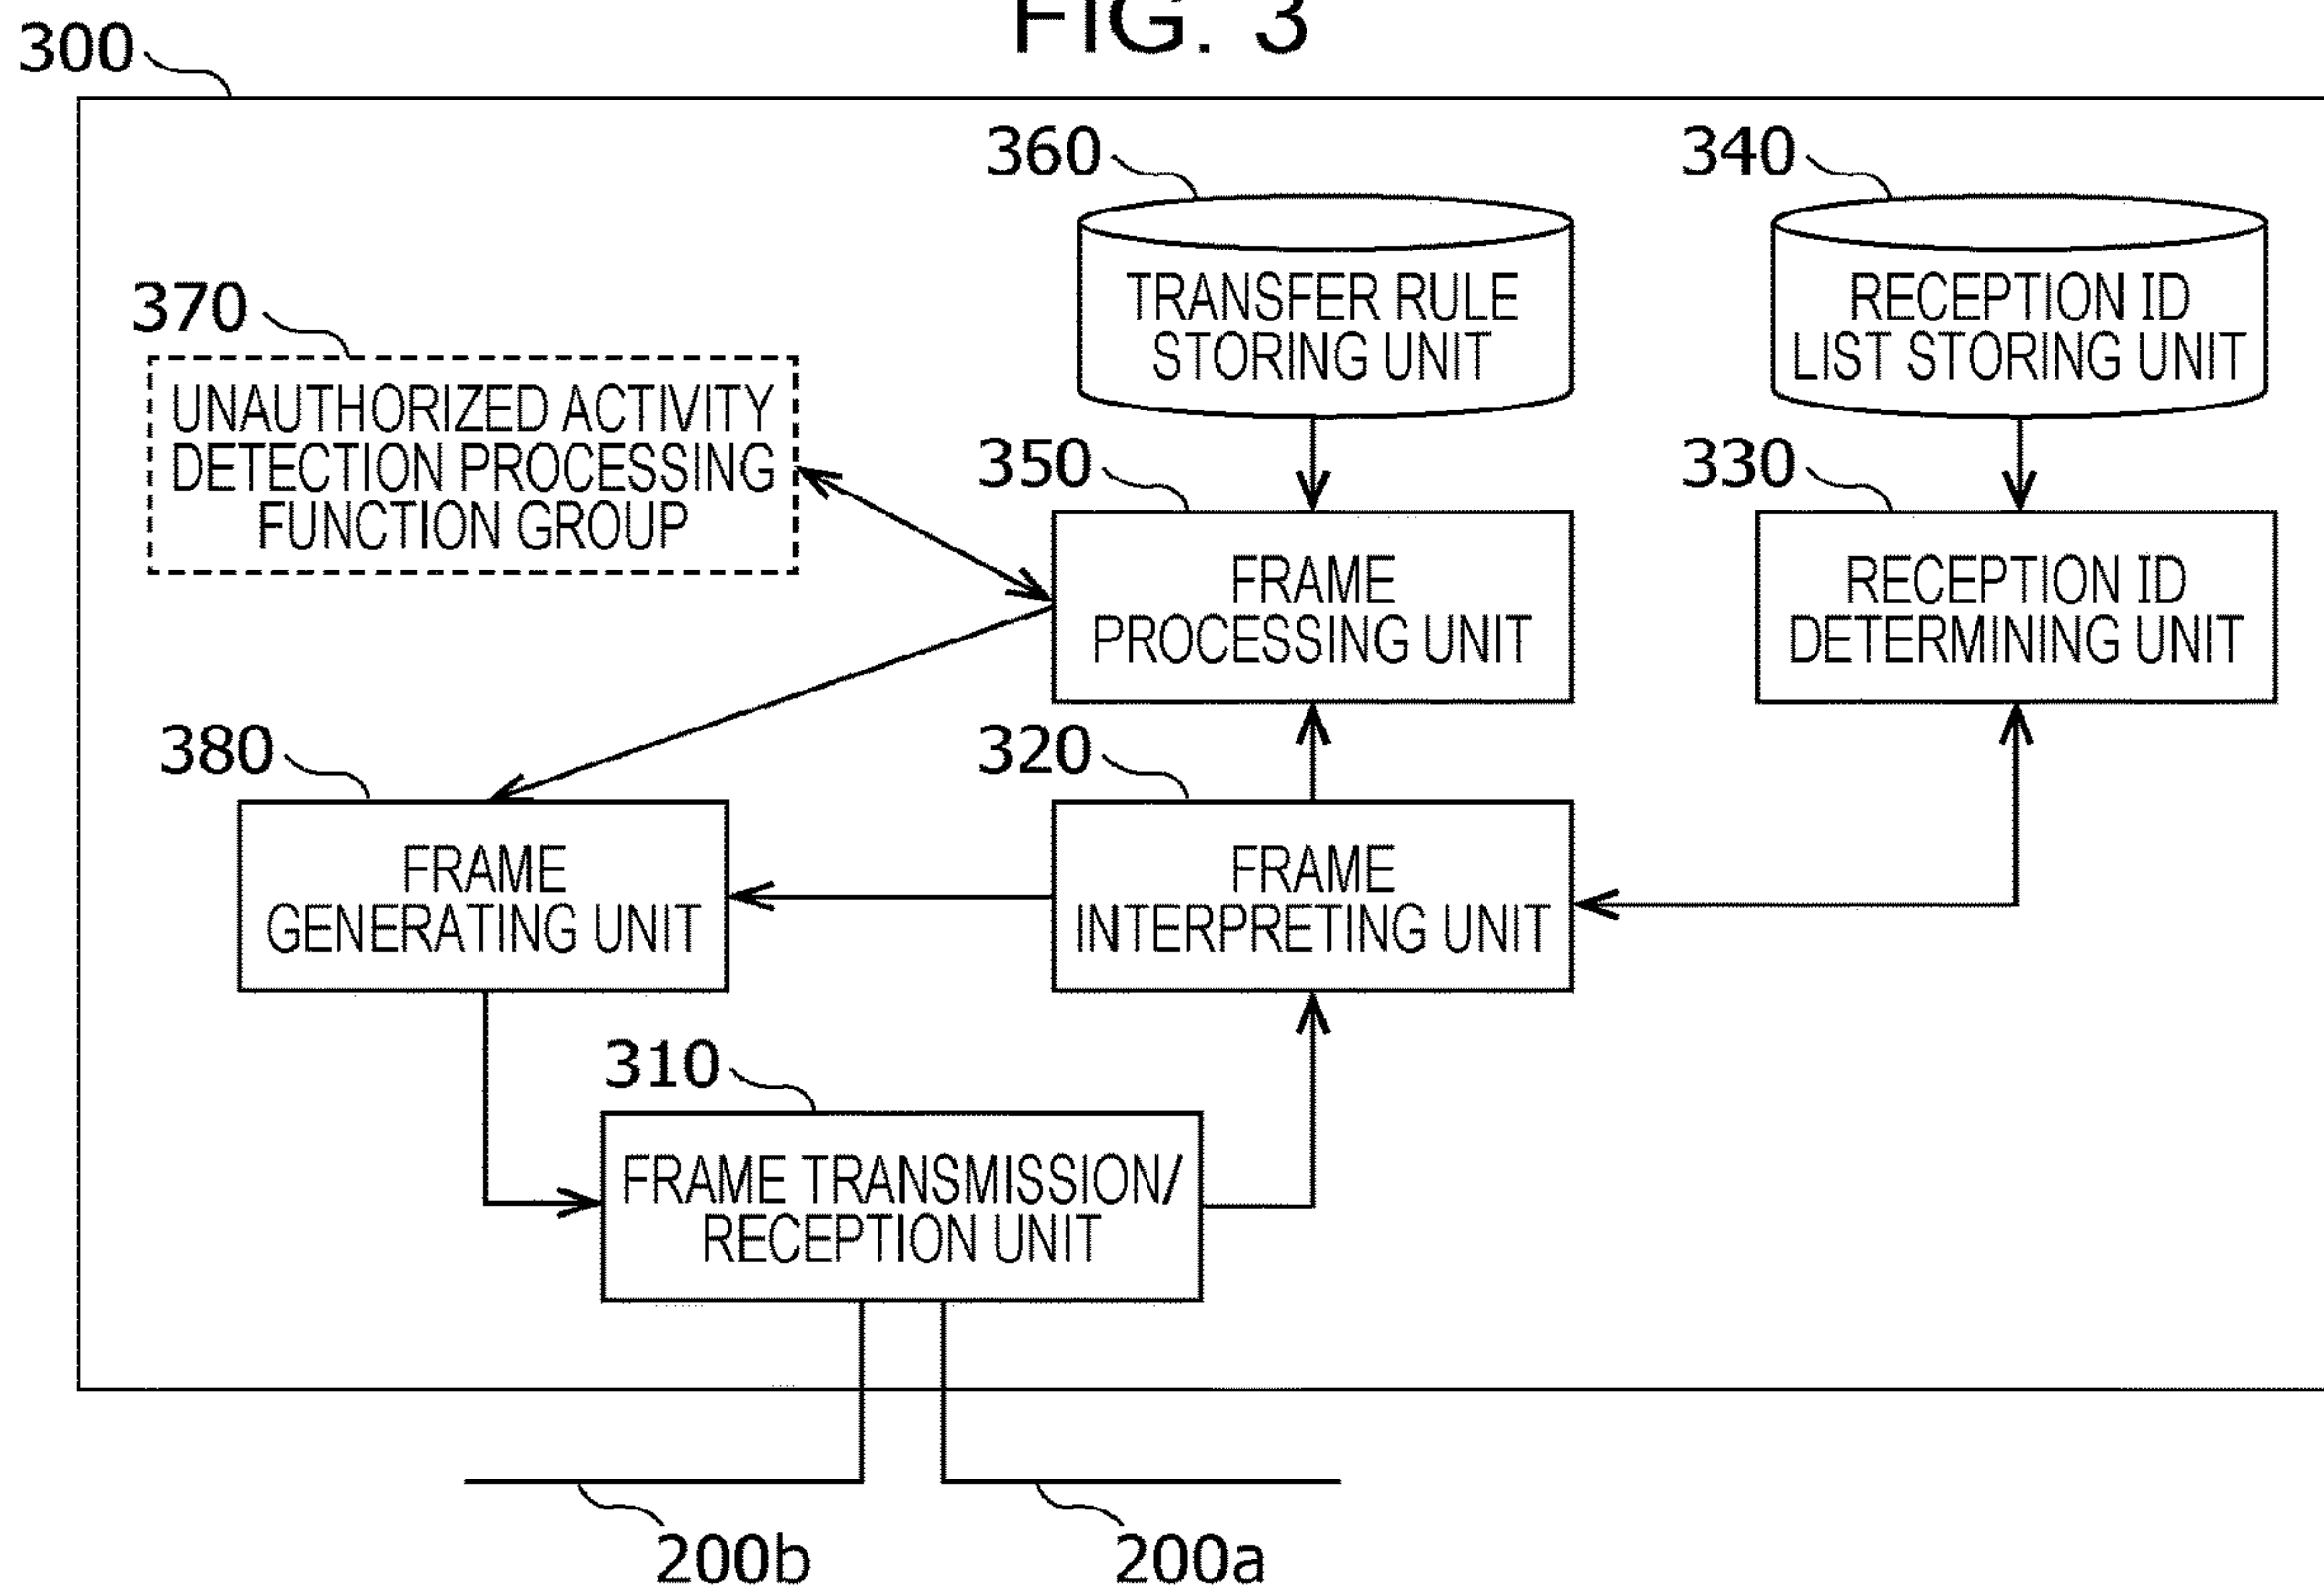 FIG. 3
300
360
340
TRANSFER RULE
STORING UNIT
RECEPTION ID
LIST STORING UNIT
370
UNAUTHORIZED ACTIVITY
DETECTION PROCESSING
FUNCTION GROUP
350
330
FRAME
PROCESSING UNIT
RECEPTION ID
DETERMINING UNIT
380
320
FRAME
GENERATING UNIT
FRAME
INTERPRETING UNIT
310
FRAME TRANSMISSION/
RECEPTION UNIT
200b
200a